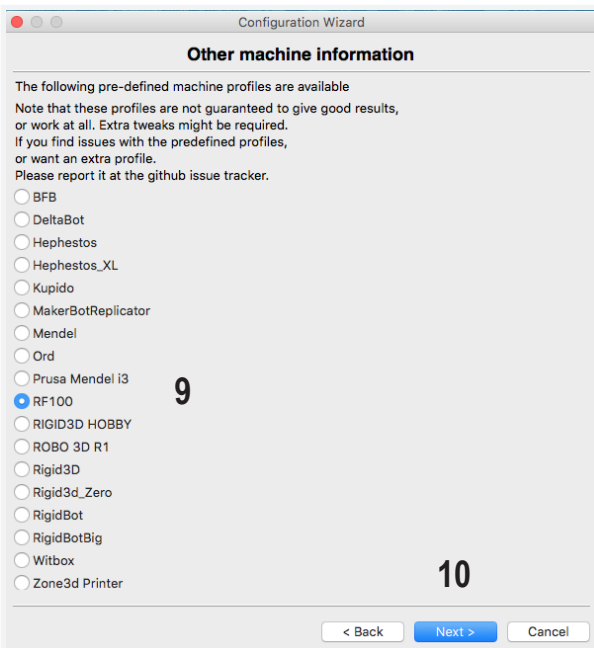 Configuration Wizard
Other machine information
The following pre-defined machine profiles are available
Note that these profiles are not guaranteed to give good results,
or work at all. Extra tweaks might be required.
If you find issues with the predefined profiles,
or want an extra profile.
Please report it at the github issue tracker.
BFB
DeltaBot
Hephestos
Hephestos_XL
Kupido
MakerBotReplicator
Mendel
Ord
Prusa Mendel i3
9
RF100
RIGID3D HOBBY
ROBO 3D R1
Rigid3D
Rigid3d_Zero
RigidBot
RigidBotBig
Witbox
10
Zone3d Printer
< Back Next > Cancel